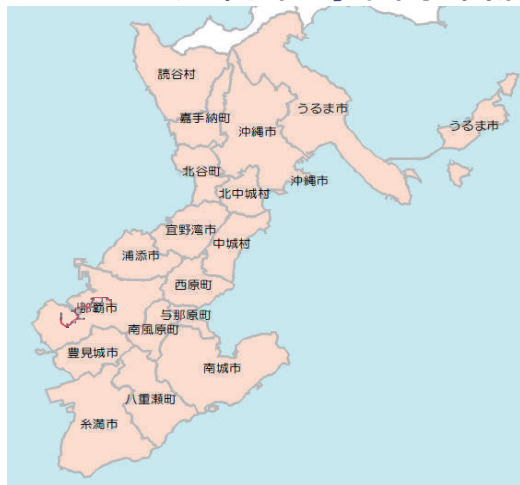 読谷村
嘉手納町
うるま市
沖縄市
うるま市
北谷町
北中城村
沖縄市
宜野湾市
中城村
浦添市
西原町
那覇市
与那原町
南風原町
豊見城市
南城市
八重瀬町
糸満市